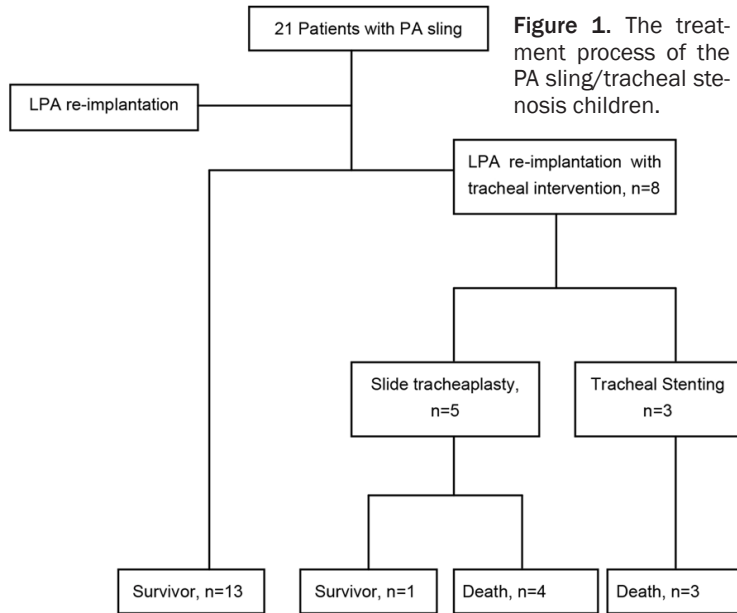 21 Patients with PA sling
Figure 1. The treat-
ment process of the
PA sling/tracheal ste-
nosis children.
LPA re-implantation
LPA re-implantation with
tracheal intervention, n=8
Slide tracheaplasty,
n=5
Tracheal Stenting
n=3
Survivor, n=13
Survivor, n=1
Death, n=4
Death, n=3